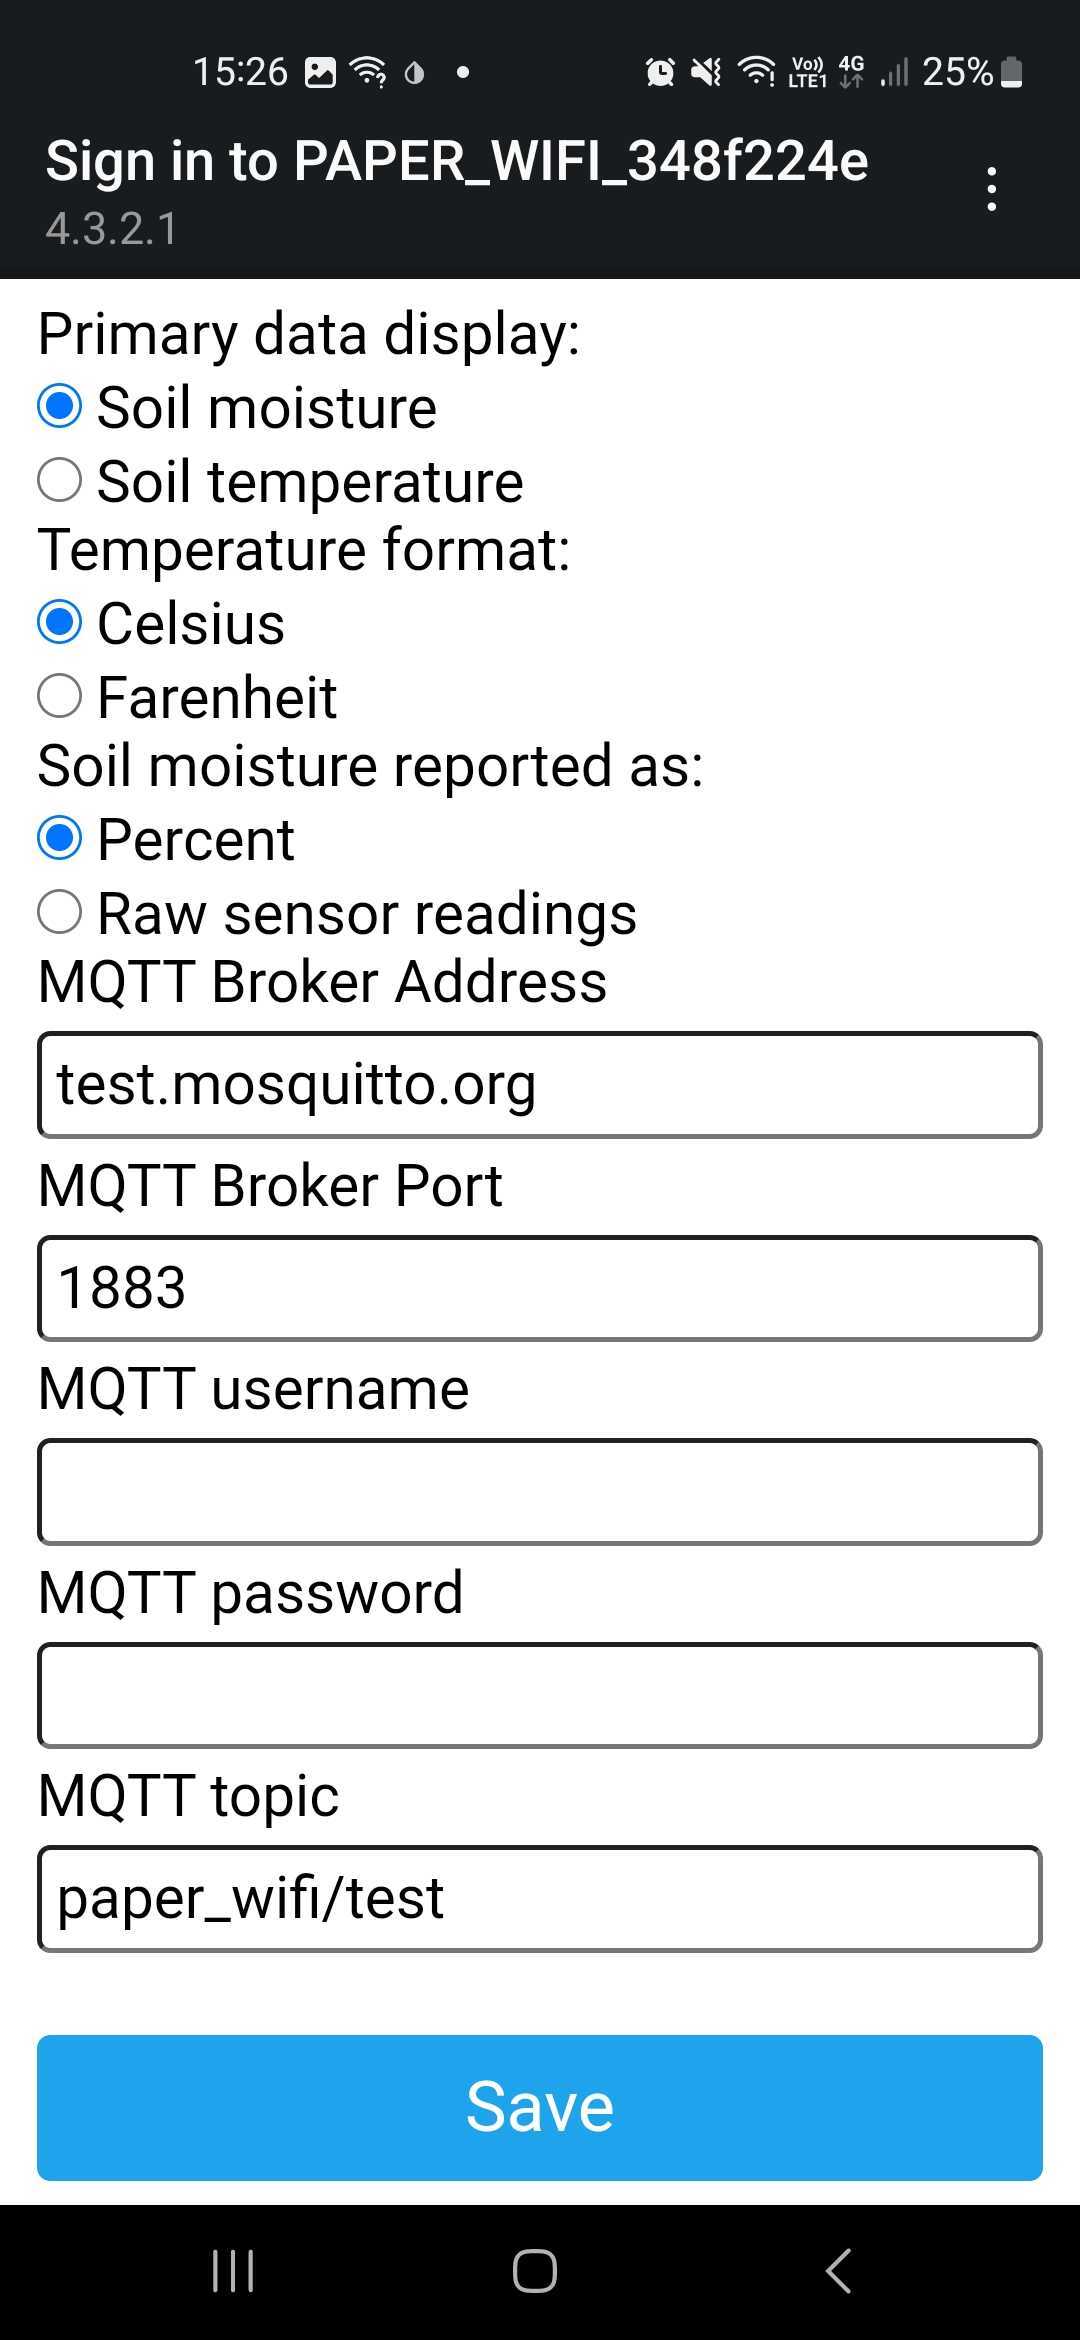 15:26
Vo)) LTE1 4G 25%
Sign in to PAPER_WIFI_348f224e
4.3.2.1
Primary data display:
Soil moisture
Soil temperature
Temperature format:
Celsius
Farenheit
Soil moisture reported as:
Percent
Raw sensor readings
MQTT Broker Address
test.mosquitto.org
MQTT Broker Port
1883
MQTT username
MQTT password
MQTT topic
paper_wifi/test
Save